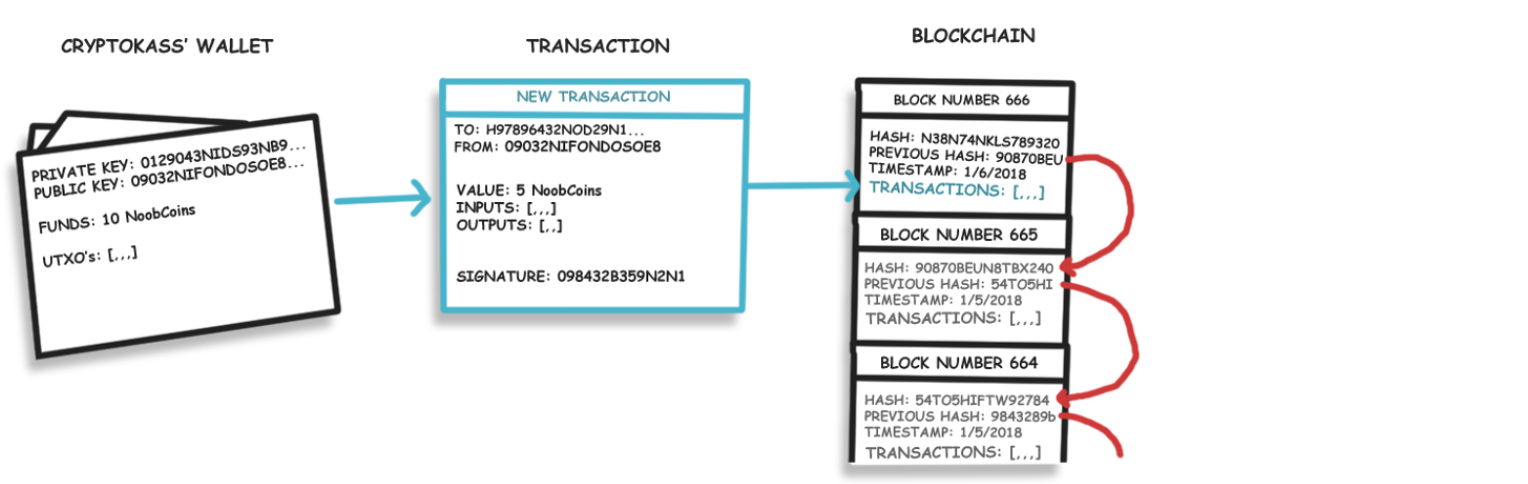 CRYPTOKASS' WALLET
PRIVATE KEY: 0129043NIDS93NB9...
PUBLIC KEY: 09032NIFONDOSOE8...
FUNDS: 10 NoobCoins
UTXO's: [,,,]
TRANSACTION
NEW TRANSACTION
TO: H97896432NOD29N1...
FROM: 09032NIFONDOSOE8
VALUE: 5 NoobCoins
INPUTS: [,,,]
OUTPUTS: [,,]
SIGNATURE: 098432B359N2N1
BLOCKCHAIN
BLOCK NUMBER 666
HASH: N38N74NKLS789320
PREVIOUS HASH: 90870BEU
TIMESTAMP: 1/6/2018
TRANSACTIONS: [,,,]
BLOCK NUMBER 665
HASH: 90870BEUN8TBX240
PREVIOUS HASH: 54TO5HI
TIMESTAMP: 1/5/2018
TRANSACTIONS: [,,,]
BLOCK NUMBER 664
HASH: 54TO5HIFTW92784
PREVIOUS HASH: 9843289b
TIMESTAMP: 1/5/2018
TRANSACTIONS: [,,,]